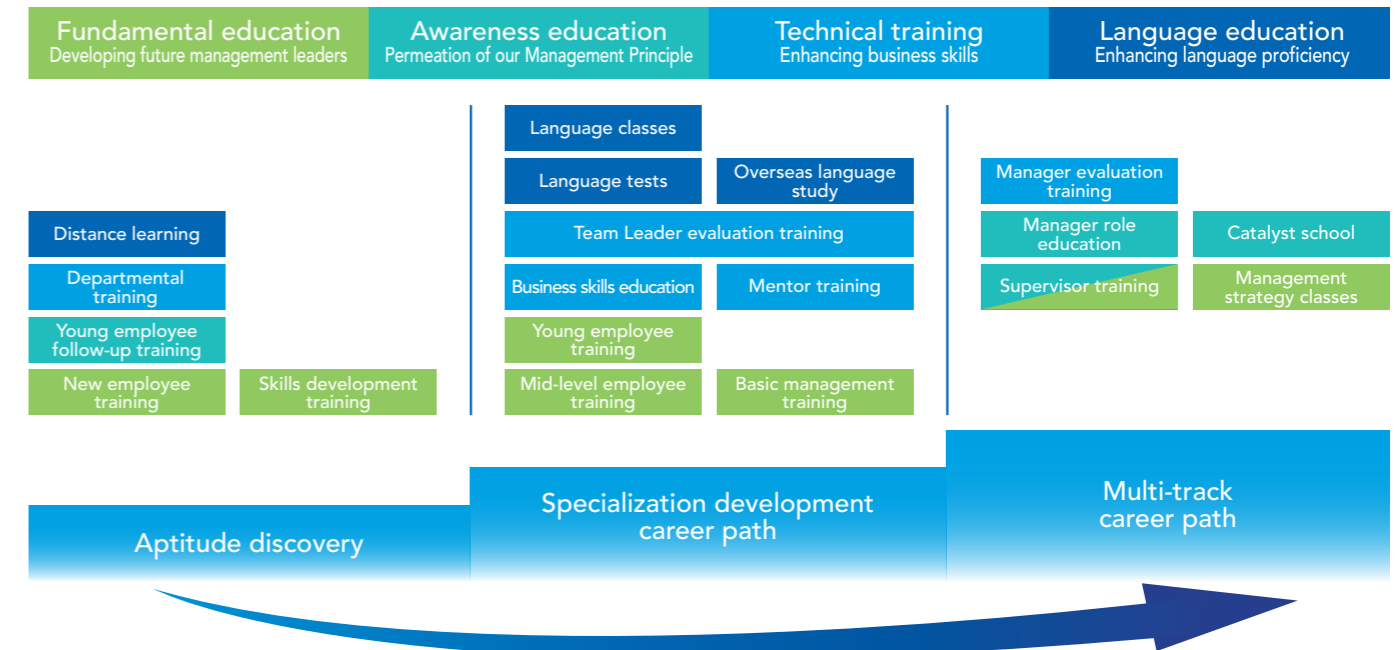 Fundamental education
Developing future management leaders
Awareness education
Permeation of our Management Principle
Technical training
Enhancing business skills
Language education
Enhancing language proficiency
Distance learning
Departmental
training
Young employee
follow-up training
New employee
training
Skills development
training
Language classes
Language tests
Overseas language
study
Team Leader evaluation training
Business skills education
Mentor training
Young employee
training
Mid-level employee
training
Basic management
training
Manager evaluation
training
Manager role
education
Catalyst school
Supervisor training
Management
strategy classes
Aptitude discovery
Specialization development
career path
Multi-track
career path